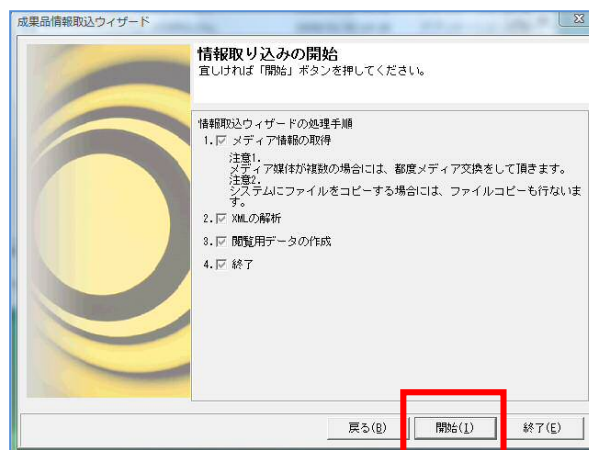 成果品情報取込ウィザード
情報取り込みの開始
宜しければ「開始」ボタンを押してください。
情報取込ウィザードの処理手順
1. メディア情報の取得
注意1.
メディア媒体が複数の場合には、都度メディア交換をして頂きます。
注意2.
システムにファイルをコピーする場合には、ファイルコピーも行ないま
す。
2. XMLの解析
3. 閲覧用データの作成
4. 終了
戻る(B) 開始(I) 終了(E)